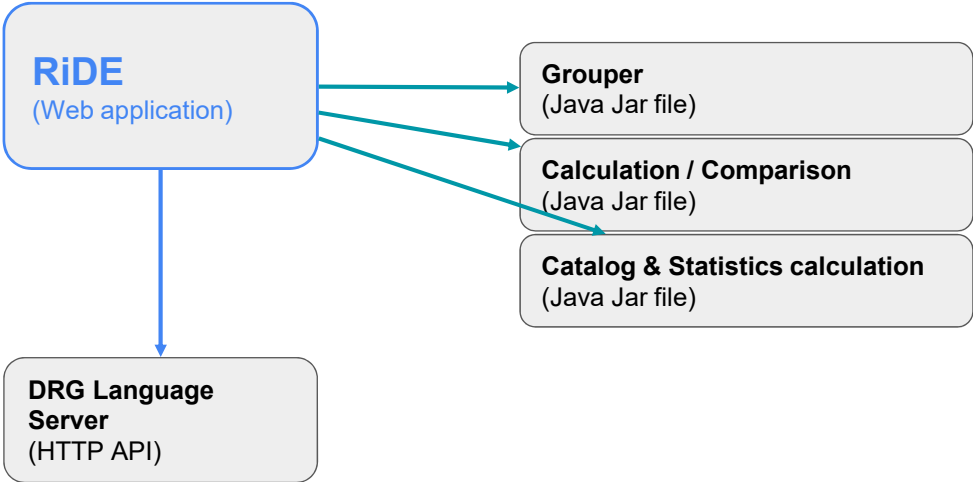 RiDE
(Web application)
Grouper
(Java Jar file)
Calculation / Comparison
(Java Jar file)
Catalog & Statistics calculation
(Java Jar file)
DRG Language
Server
(HTTP API)